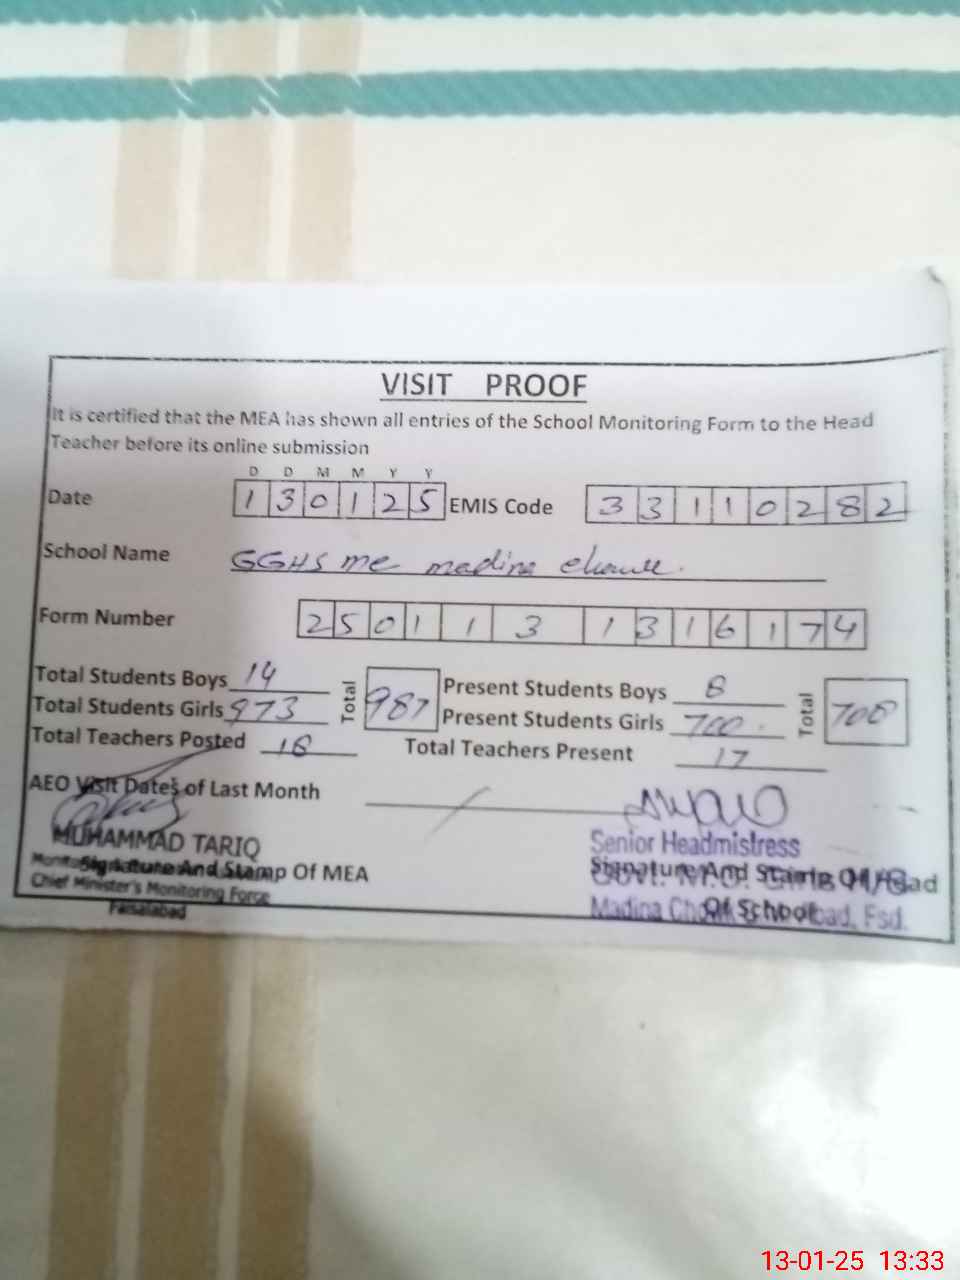 VISIT PROOF
It is certified that the MEA has shown all entries of the School Monitoring Form to the Head
Teacher before its online submission
D D M M Y Y
Date 1 3 0 1 2 5 EMIS Code 3 3 1 1 0 2 8 2
School Name GGHS mc madina
Form Number 2 5 0 1 1 3 1 3 1 6 1 7 4
Total Students Boys 14 Total 987 Present Students Boys 8 Total 708
Total Students Girls 973 Present Students Girls 700
Total Teachers Posted 18 Total Teachers Present 17
AEO Visit Dates of Last Month
MUHAMMAD TARIQ
Signature And Stamp Of MEA
Chief Minister's Monitoring Force
Faisalabad
Senior Headmistress
Signature And Stamp Of Head
Of School
Madina Fsd.
13-01-25 13:33